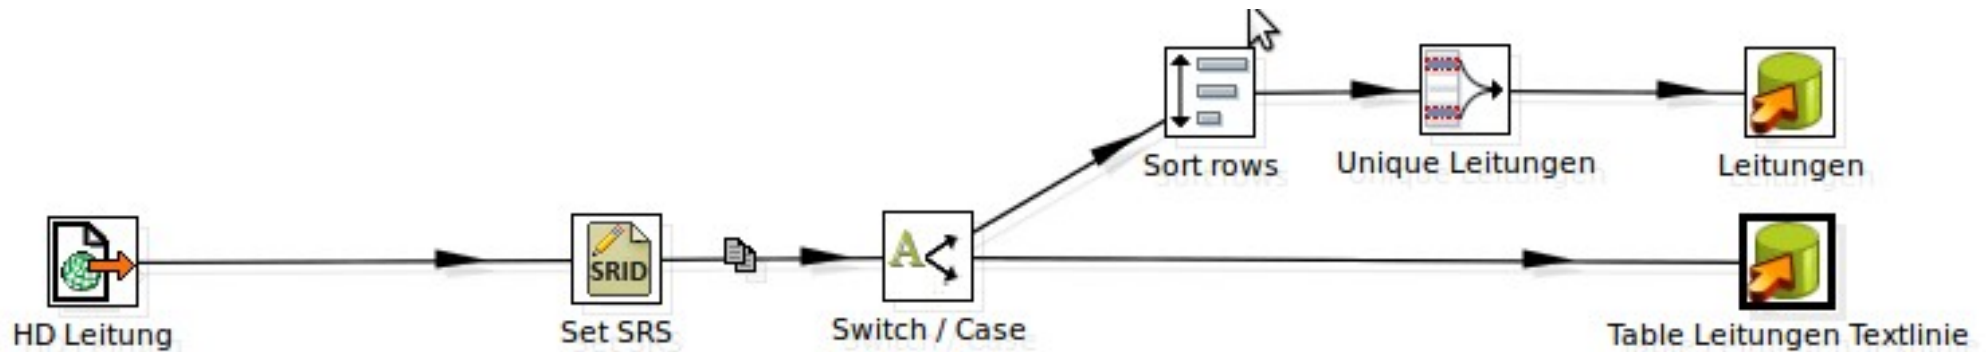 Sort rows
Unique Leitungen
Leitungen
A
SRID
HD Leitung
Set SRS
Switch / Case
Table Leitungen Textlinie